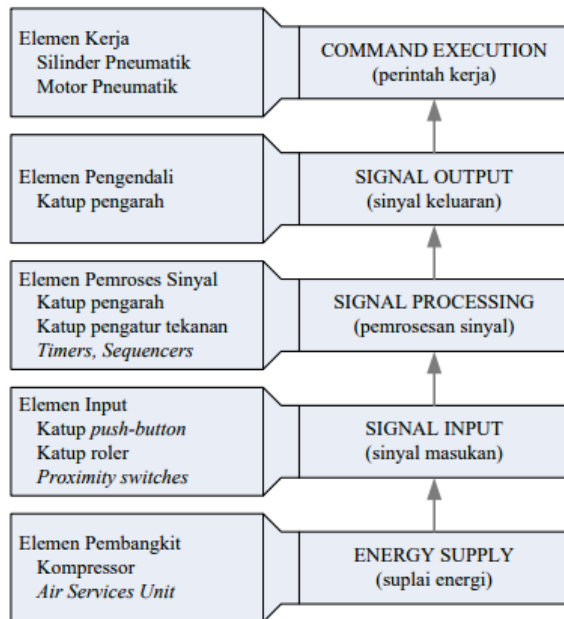 Elemen Kerja
Silinder Pneumatik
Motor Pneumatik
COMMAND EXECUTION
(perintah kerja)
Elemen Pengendali
Katup pengarah
SIGNAL OUTPUT
(sinyal keluaran)
Elemen Pemroses Sinyal
Katup pengarah
Katup pengatur tekanan
Timers, Sequencers
SIGNAL PROCESSING
(pemrosesan sinyal)
Elemen Input
Katup push-button
Katup roler
Proximity switches
SIGNAL INPUT
(sinyal masukan)
Elemen Pembangkit
Kompressor
Air Services Unit
ENERGY SUPPLY
(suplai energi)